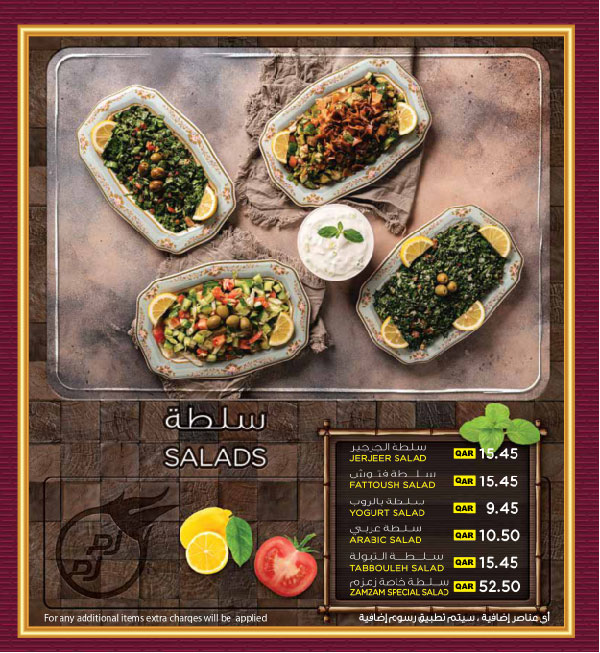 سلطة
SALADS
سلطة الجرجير
JERJEER SALAD QAR 15.45
سلطة فتوش
FATTOUSH SALAD QAR 15.45
سلطة بالروب
YOGURT SALAD QAR 9.45
سلطة عربي
ARABIC SALAD QAR 10.50
سلطة التبولة
TABBOULEH SALAD QAR 15.45
سلطة خاصة زعزم
ZAMZAM SPECIAL SALAD QAR 52.50
For any additional items extra charges will be applied
أي عناصر إضافية ، سيتم تطبيق رسوم إضافية